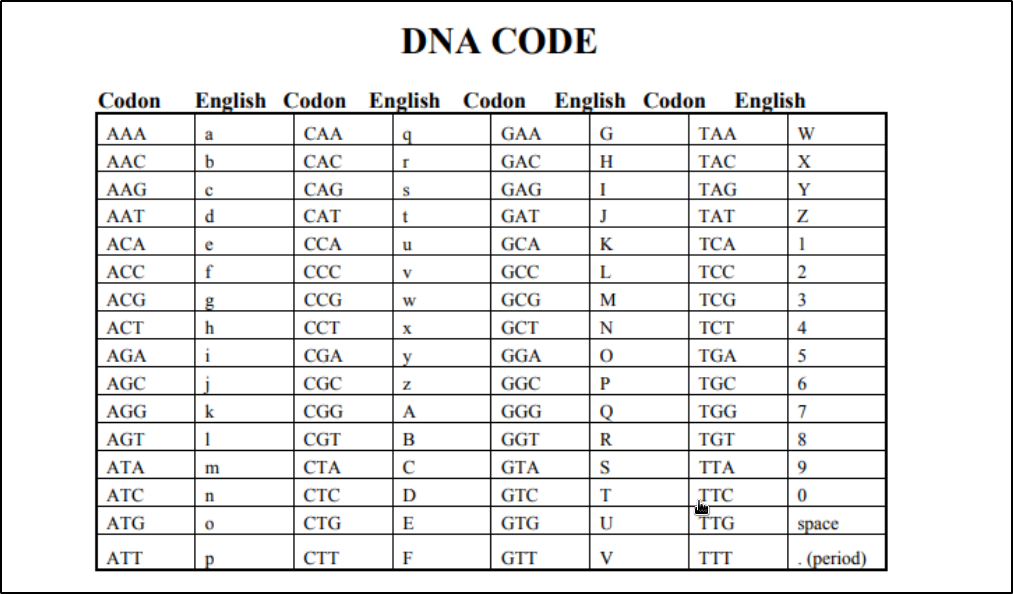 DNA CODE
Codon English Codon English Codon English Codon English
AAA a CAA q GAA G TAA W
AAC b CAC r GAC H TAC X
AAG c CAG s GAG I TAG Y
AAT d CAT t GAT J TAT Z
ACA e CCA u GCA K TCA 1
ACC f CCC v GCC L TCC 2
ACG g CCG w GCG M TCG 3
ACT h CCT x GCT N TCT 4
AGA i CGA y GGA O TGA 5
AGC j CGC z GGC P TGC 6
AGG k CGG A GGG Q TGG 7
AGT l CGT B GGT R TGT 8
ATA m CTA C GTA S TTA 9
ATC n CTC D GTC T TTC 0
ATG o CTG E GTG U TTG space
ATT p CTT F GTT V TTT . (period)